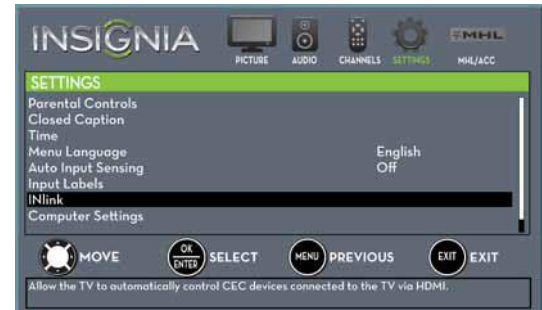 INSIGNIA
PICTURE AUDIO CHANNELS SETTINGS MHL MHL/ACC
SETTINGS
Parental Controls
Closed Caption
Time
Menu Language English
Auto Input Sensing Off
Input Labels
INlink
Computer Settings
MOVE OK/ENTER SELECT MENU PREVIOUS EXIT EXIT
Allow the TV to automatically control CEC devices connected to the TV via HDMI.